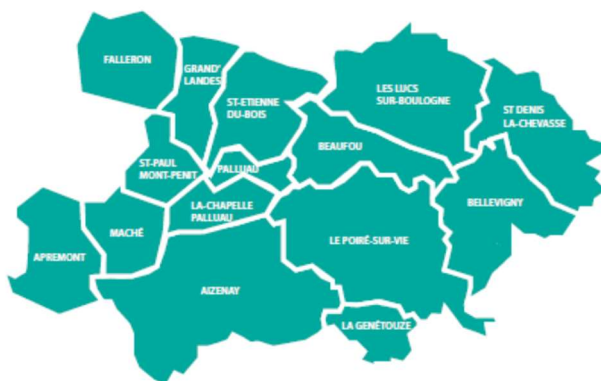 FALLERON
GRAND'
LANDES
ST-ETIENNE
DU-BOIS
LES LUCS
SUR-BOULOGNE
ST DENIS
LA-CHEVASSE
BEAUFOU
ST-PAUL
MONT-PENIT
PALLUAU
BELLEVIGNY
LA-CHAPELLE
PALLUAU
MACHÉ
LE POIRÉ-SUR-VIE
APREMONT
AIZENAY
LA GENÉTOUZE